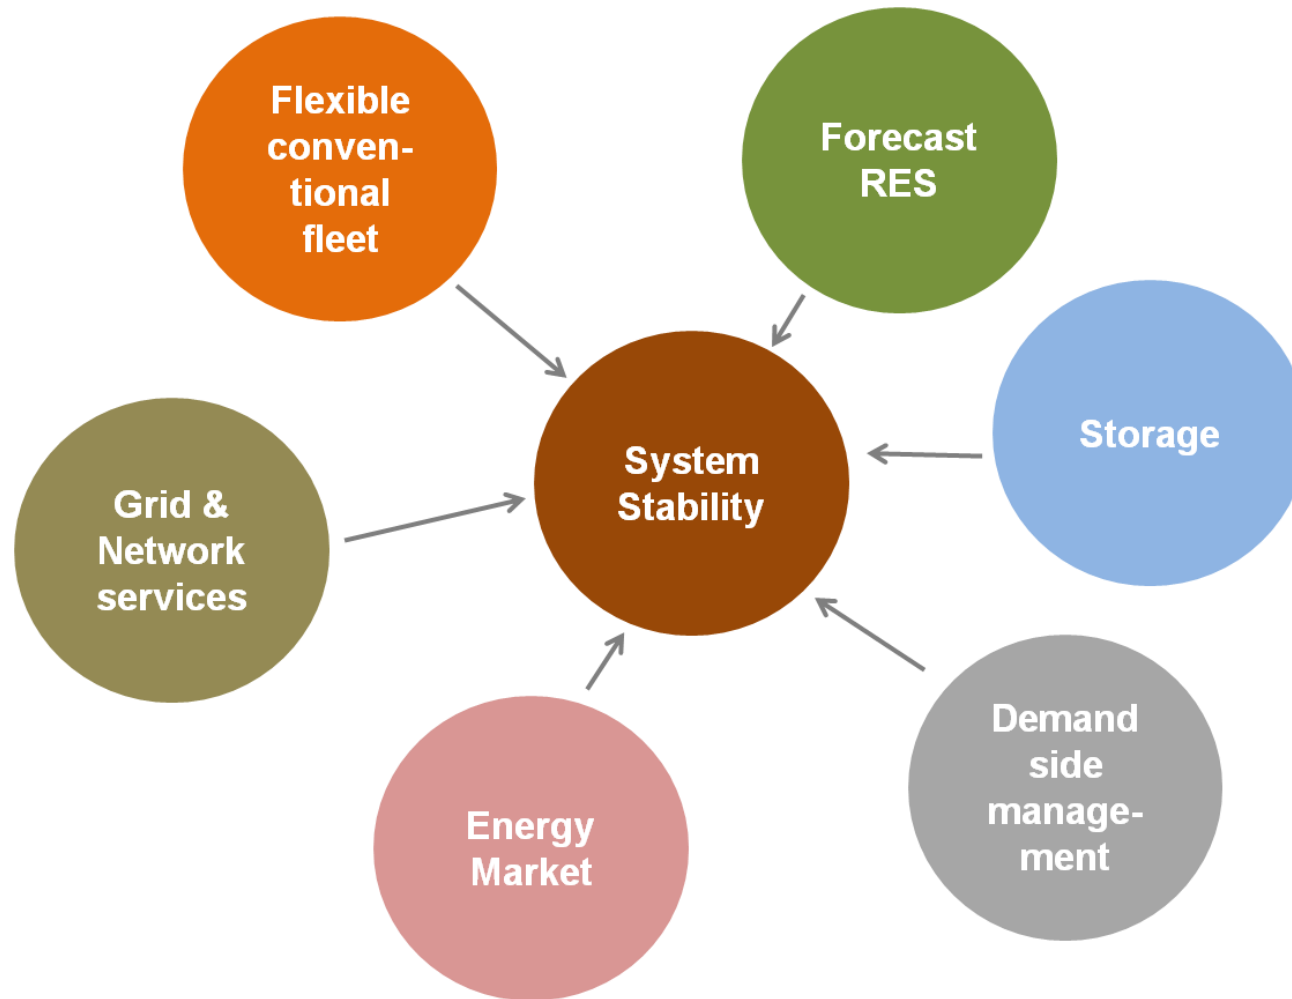 Flexible
conven-
tional
fleet
Forecast
RES
Storage
System
Stability
Grid &
Network
services
Demand
side
manage-
ment
Energy
Market